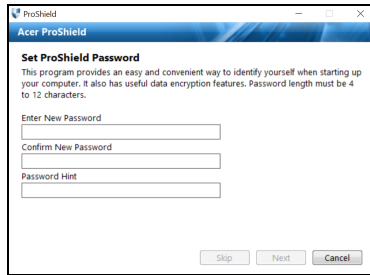 ProShield
Acer ProShield
Set ProShield Password
This program provides an easy and convenient way to identify yourself when starting up
your computer. It also has useful data encryption features. Password length must be 4
to 12 characters.
Enter New Password
Confirm New Password
Password Hint
Skip Next Cancel